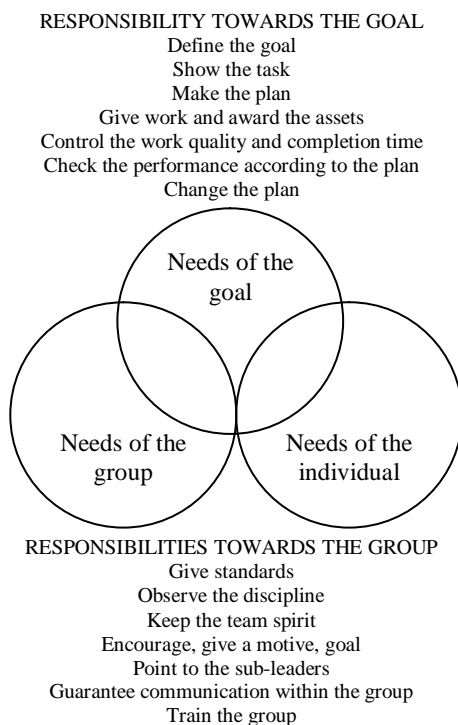 RESPONSIBILITY TOWARDS THE GOAL
Define the goal
Show the task
Make the plan
Give work and award the assets
Control the work quality and completion time
Check the performance according to the plan
Change the plan
Needs of the
goal
Needs of the
group
Needs of the
individual
RESPONSIBILITIES TOWARDS THE GROUP
Give standards
Observe the discipline
Keep the team spirit
Encourage, give a motive, goal
Point to the sub-leaders
Guarantee communication within the group
Train the group